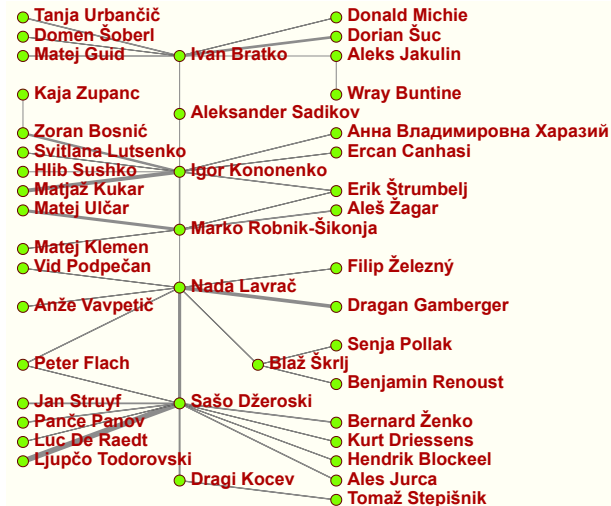 Tanja Urbančič
Donald Michie
Domen Šoberl
Dorian Šuc
Matej Guid
Ivan Bratko
Aleks Jakulin
Kaja Zupanc
Wray Buntine
Aleksander Sadikov
Zoran Bosnić
Анна Владимировна Харазий
Svitlana Lutsenko
Ercan Canhasi
Hlib Sushko
Igor Kononenko
Matjaž Kukar
Erik Štrumbelj
Matej Ulčar
Aleš Žagar
Marko Robnik-Šikonja
Matej Klemen
Vid Podpečan
Filip Železný
Nada Lavrač
Anže Vavpetič
Dragan Gamberger
Senja Pollak
Peter Flach
Blaž Škrlj
Benjamin Renoust
Jan Struyf
Sašo Džeroski
Panče Panov
Bernard Ženko
Luc De Raedt
Kurt Driessens
Ljupčo Todorovski
Hendrik Blockeel
Dragi Kocev
Ales Jurca
Tomaž Stepišnik